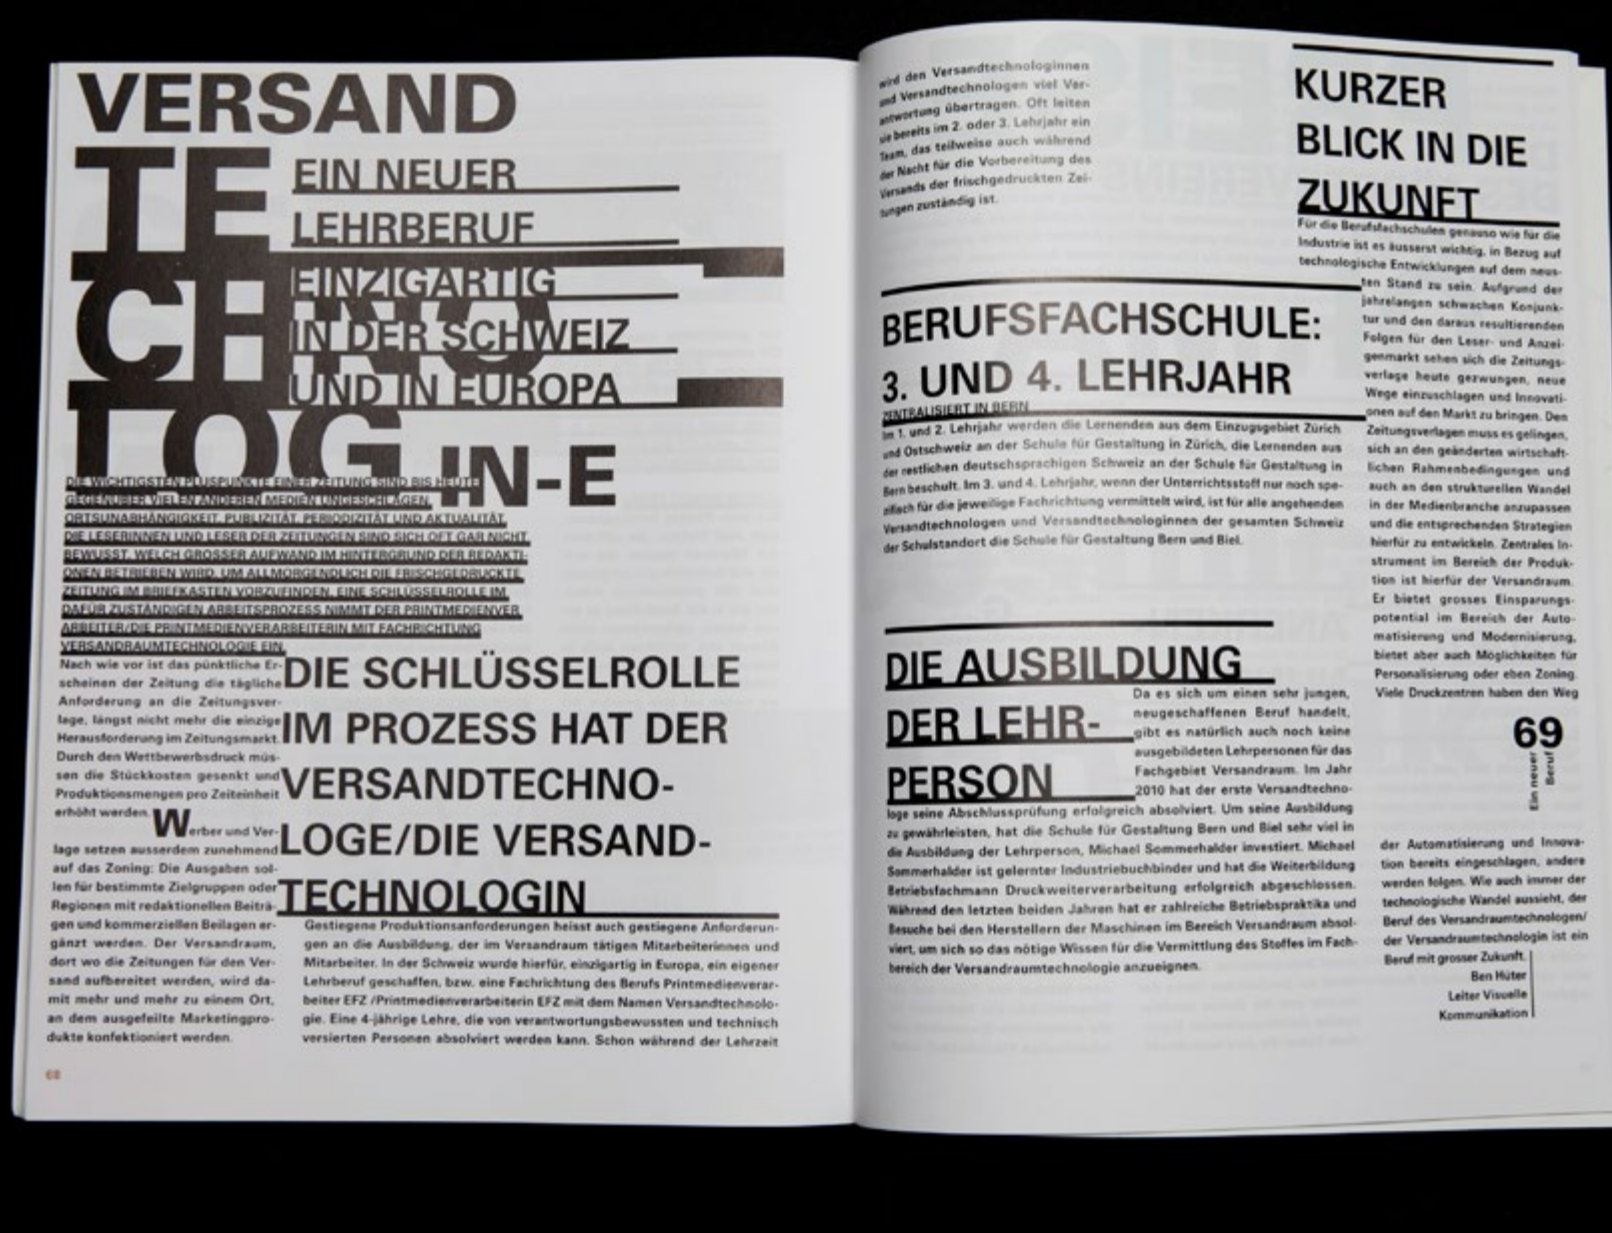 VERSAND
TE
CHNO
LOG
IN-E
EIN NEUER
LEHRBERUF
EINZIGARTIG
IN DER SCHWEIZ
UND IN EUROPA
DIE WICHTIGSTEN PLUSPUNKTE EINER ZEITUNG SIND BIS HEUTE
GEGENÜBER VIELEN ANDEREN MEDIEN UNGESCHLAGEN.
ORTSUNABHÄNGIGKEIT, PUBLIZITÄT, PERIODIZITÄT UND AKTUALITÄT.
DIE LESERINNEN UND LESER DER ZEITUNGEN SIND SICH OFT GAR NICHT
BEWUSST, WELCH GROSSER AUFWAND IM HINTERGRUND DER REDAKTI-
ONEN BETRIEBEN WIRD, UM ALLMORGENDLICH DIE FRISCHGEDRUCKTE
ZEITUNG IM BRIEFKASTEN VORZUFINDEN. EINE SCHLÜSSELROLLE IM
DAFÜR ZUSTÄNDIGEN ARBEITSPROZESS NIMMT DER PRINTMEDIENVER
ARBEITER/DIE PRINTMEDIENVERARBEITERIN MIT FACHRICHTUNG
VERSANDRAUMTECHNOLOGIE EIN.
Nach wie vor ist das pünktliche Er-
scheinen der Zeitung die tägliche
Anforderung an die Zeitungsver-
lage, längst nicht mehr die einzige
Herausforderung im Zeitungsmarkt.
Durch den Wettbewerbsdruck müs-
sen die Stückkosten gesenkt und
Produktionsmengen pro Zeiteinheit
erhöht werden.
Werber und Ver-
lage setzen ausserdem zunehmend
auf das Zoning: Die Ausgaben sol-
len für bestimmte Zielgruppen oder
Regionen mit redaktionellen Beiträ-
gen und kommerziellen Beilagen er-
gänzt werden. Der Versandraum,
dort wo die Zeitungen für den Ver-
sand aufbereitet werden, wird da-
mit mehr und mehr zu einem Ort,
an dem ausgefeilte Marketingpro-
dukte konfektioniert werden.
DIE SCHLÜSSELROLLE
IM PROZESS HAT DER
VERSANDTECHNO-
LOGE/DIE VERSAND-
TECHNOLOGIN
Gestiegene Produktionsanforderungen heisst auch gestiegene Anforderun-
gen an die Ausbildung, der im Versandraum tätigen Mitarbeiterinnen und
Mitarbeiter. In der Schweiz wurde hierfür, einzigartig in Europa, ein eigener
Lehrberuf geschaffen, bzw. eine Fachrichtung des Berufs Printmedienverar-
beiter EFZ /Printmedienverarbeiterin EFZ mit dem Namen Versandtechnolo-
gie. Eine 4-jährige Lehre, die von verantwortungsbewussten und technisch
versierten Personen absolviert werden kann. Schon während der Lehrzeit
68
wird den Versandtechnologinnen
und Versandtechnologen viel Ver-
antwortung übertragen. Oft leiten
sie bereits im 2. oder 3. Lehrjahr ein
Team, das teilweise auch während
der Nacht für die Vorbereitung des
Versands der frischgedruckten Zei-
tungen zuständig ist.
BERUFSFACHSCHULE:
3. UND 4. LEHRJAHR
ZENTRALISIERT IN BERN
Im 1. und 2. Lehrjahr werden die Lernenden aus dem Einzugsgebiet Zürich
und Ostschweiz an der Schule für Gestaltung in Zürich, die Lernenden aus
der restlichen deutschsprachigen Schweiz an der Schule für Gestaltung in
Bern beschult. Im 3. und 4. Lehrjahr, wenn der Unterrichtsstoff nur noch spe-
zifisch für die jeweilige Fachrichtung vermittelt wird, ist für alle angehenden
Versandtechnologen und Versandtechnologinnen der gesamten Schweiz
der Schulstandort die Schule für Gestaltung Bern und Biel.
DIE AUSBILDUNG
DER LEHR-
PERSON
Da es sich um einen sehr jungen,
neugeschaffenen Beruf handelt,
gibt es natürlich auch noch keine
ausgebildeten Lehrpersonen für das
Fachgebiet Versandraum. Im Jahr
2010 hat der erste Versandtechno-
loge seine Abschlussprüfung erfolgreich absolviert. Um seine Ausbildung
zu gewährleisten, hat die Schule für Gestaltung Bern und Biel sehr viel in
die Ausbildung der Lehrperson, Michael Sommerhalder investiert. Michael
Sommerhalder ist gelernter Industriebuchbinder und hat die Weiterbildung
Betriebsfachmann Druckweiterverarbeitung erfolgreich abgeschlossen.
Während den letzten beiden Jahren hat er zahlreiche Betriebspraktika und
Besuche bei den Herstellern der Maschinen im Bereich Versandraum absol-
viert, um sich so das nötige Wissen für die Vermittlung des Stoffes im Fach-
bereich der Versandraumtechnologie anzueignen.
KURZER
BLICK IN DIE
ZUKUNFT
Für die Berufsfachschulen genauso wie für die
Industrie ist es äusserst wichtig, in Bezug auf
technologische Entwicklungen auf dem neus-
ten Stand zu sein. Aufgrund der
jahrelangen schwachen Konjunk-
tur und den daraus resultierenden
Folgen für den Leser- und Anzei-
genmarkt sehen sich die Zeitungs-
verlage heute gezwungen, neue
Wege einzuschlagen und Innovati-
onen auf den Markt zu bringen. Den
Zeitungsverlagen muss es gelingen,
sich an den geänderten wirtschaft-
lichen Rahmenbedingungen und
auch an den strukturellen Wandel
in der Medienbranche anzupassen
und die entsprechenden Strategien
hierfür zu entwickeln. Zentrales In-
strument im Bereich der Produk-
tion ist hierfür der Versandraum.
Er bietet grosses Einsparungs-
potential im Bereich der Auto-
matisierung und Modernisierung,
bietet aber auch Möglichkeiten für
Personalisierung oder eben Zoning.
Viele Druckzentren haben den Weg
69
Ein neuer
Beruf
der Automatisierung und Innova-
tion bereits eingeschlagen, andere
werden folgen. Wie auch immer der
technologische Wandel aussieht, der
Beruf des Versandraumtechnologen/
der Versandraumtechnologin ist ein
Beruf mit grosser Zukunft.
Ben Hüter
Leiter Visuelle
Kommunikation